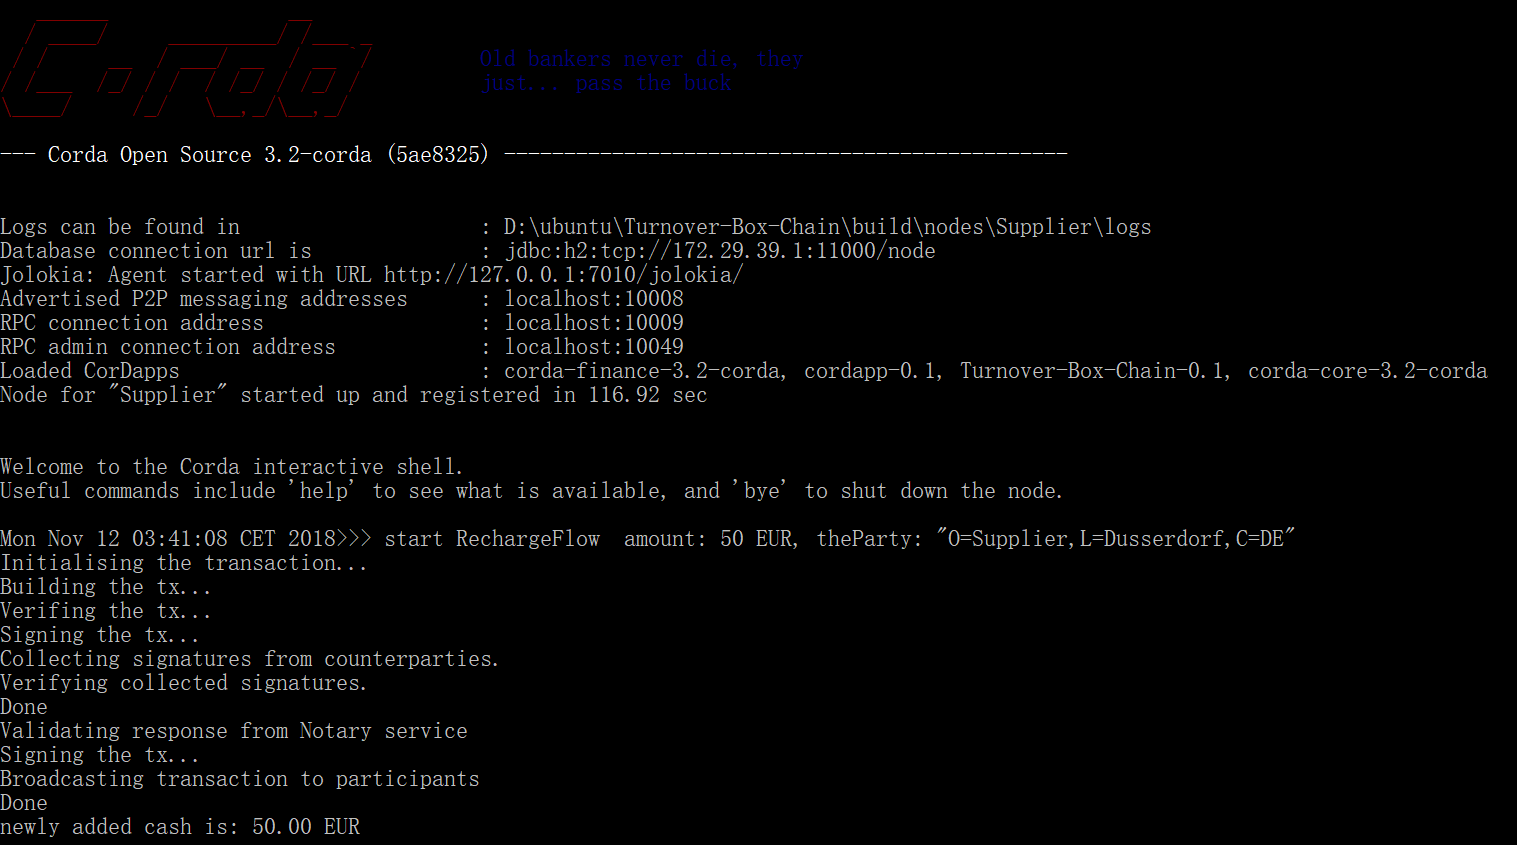 Corda
Old bankers never die, they
just... pass the buck
--- Corda Open Source 3.2-corda (5ae8325) -----------------------------------------------
Logs can be found in : D:\ubuntu\Turnover-Box-Chain\build\nodes\Supplier\logs
Database connection url is : jdbc:h2:tcp://172.29.39.1:11000/node
Jolokia: Agent started with URL http://127.0.0.1:7010/jolokia/
Advertised P2P messaging addresses : localhost:10008
RPC connection address : localhost:10009
RPC admin connection address : localhost:10049
Loaded CorDapps : corda-finance-3.2-corda, cordapp-0.1, Turnover-Box-Chain-0.1, corda-core-3.2-corda
Node for "Supplier" started up and registered in 116.92 sec
Welcome to the Corda interactive shell.
Useful commands include 'help' to see what is available, and 'bye' to shut down the node.
Mon Nov 12 03:41:08 CET 2018>>> start RechargeFlow  amount: 50 EUR, theParty: "O=Supplier,L=Dusserdorf,C=DE"
Initialising the transaction...
Building the tx...
Verifing the tx...
Signing the tx...
Collecting signatures from counterparties.
Verifying collected signatures.
Done
Validating response from Notary service
Signing the tx...
Broadcasting transaction to participants
Done
newly added cash is: 50.00 EUR